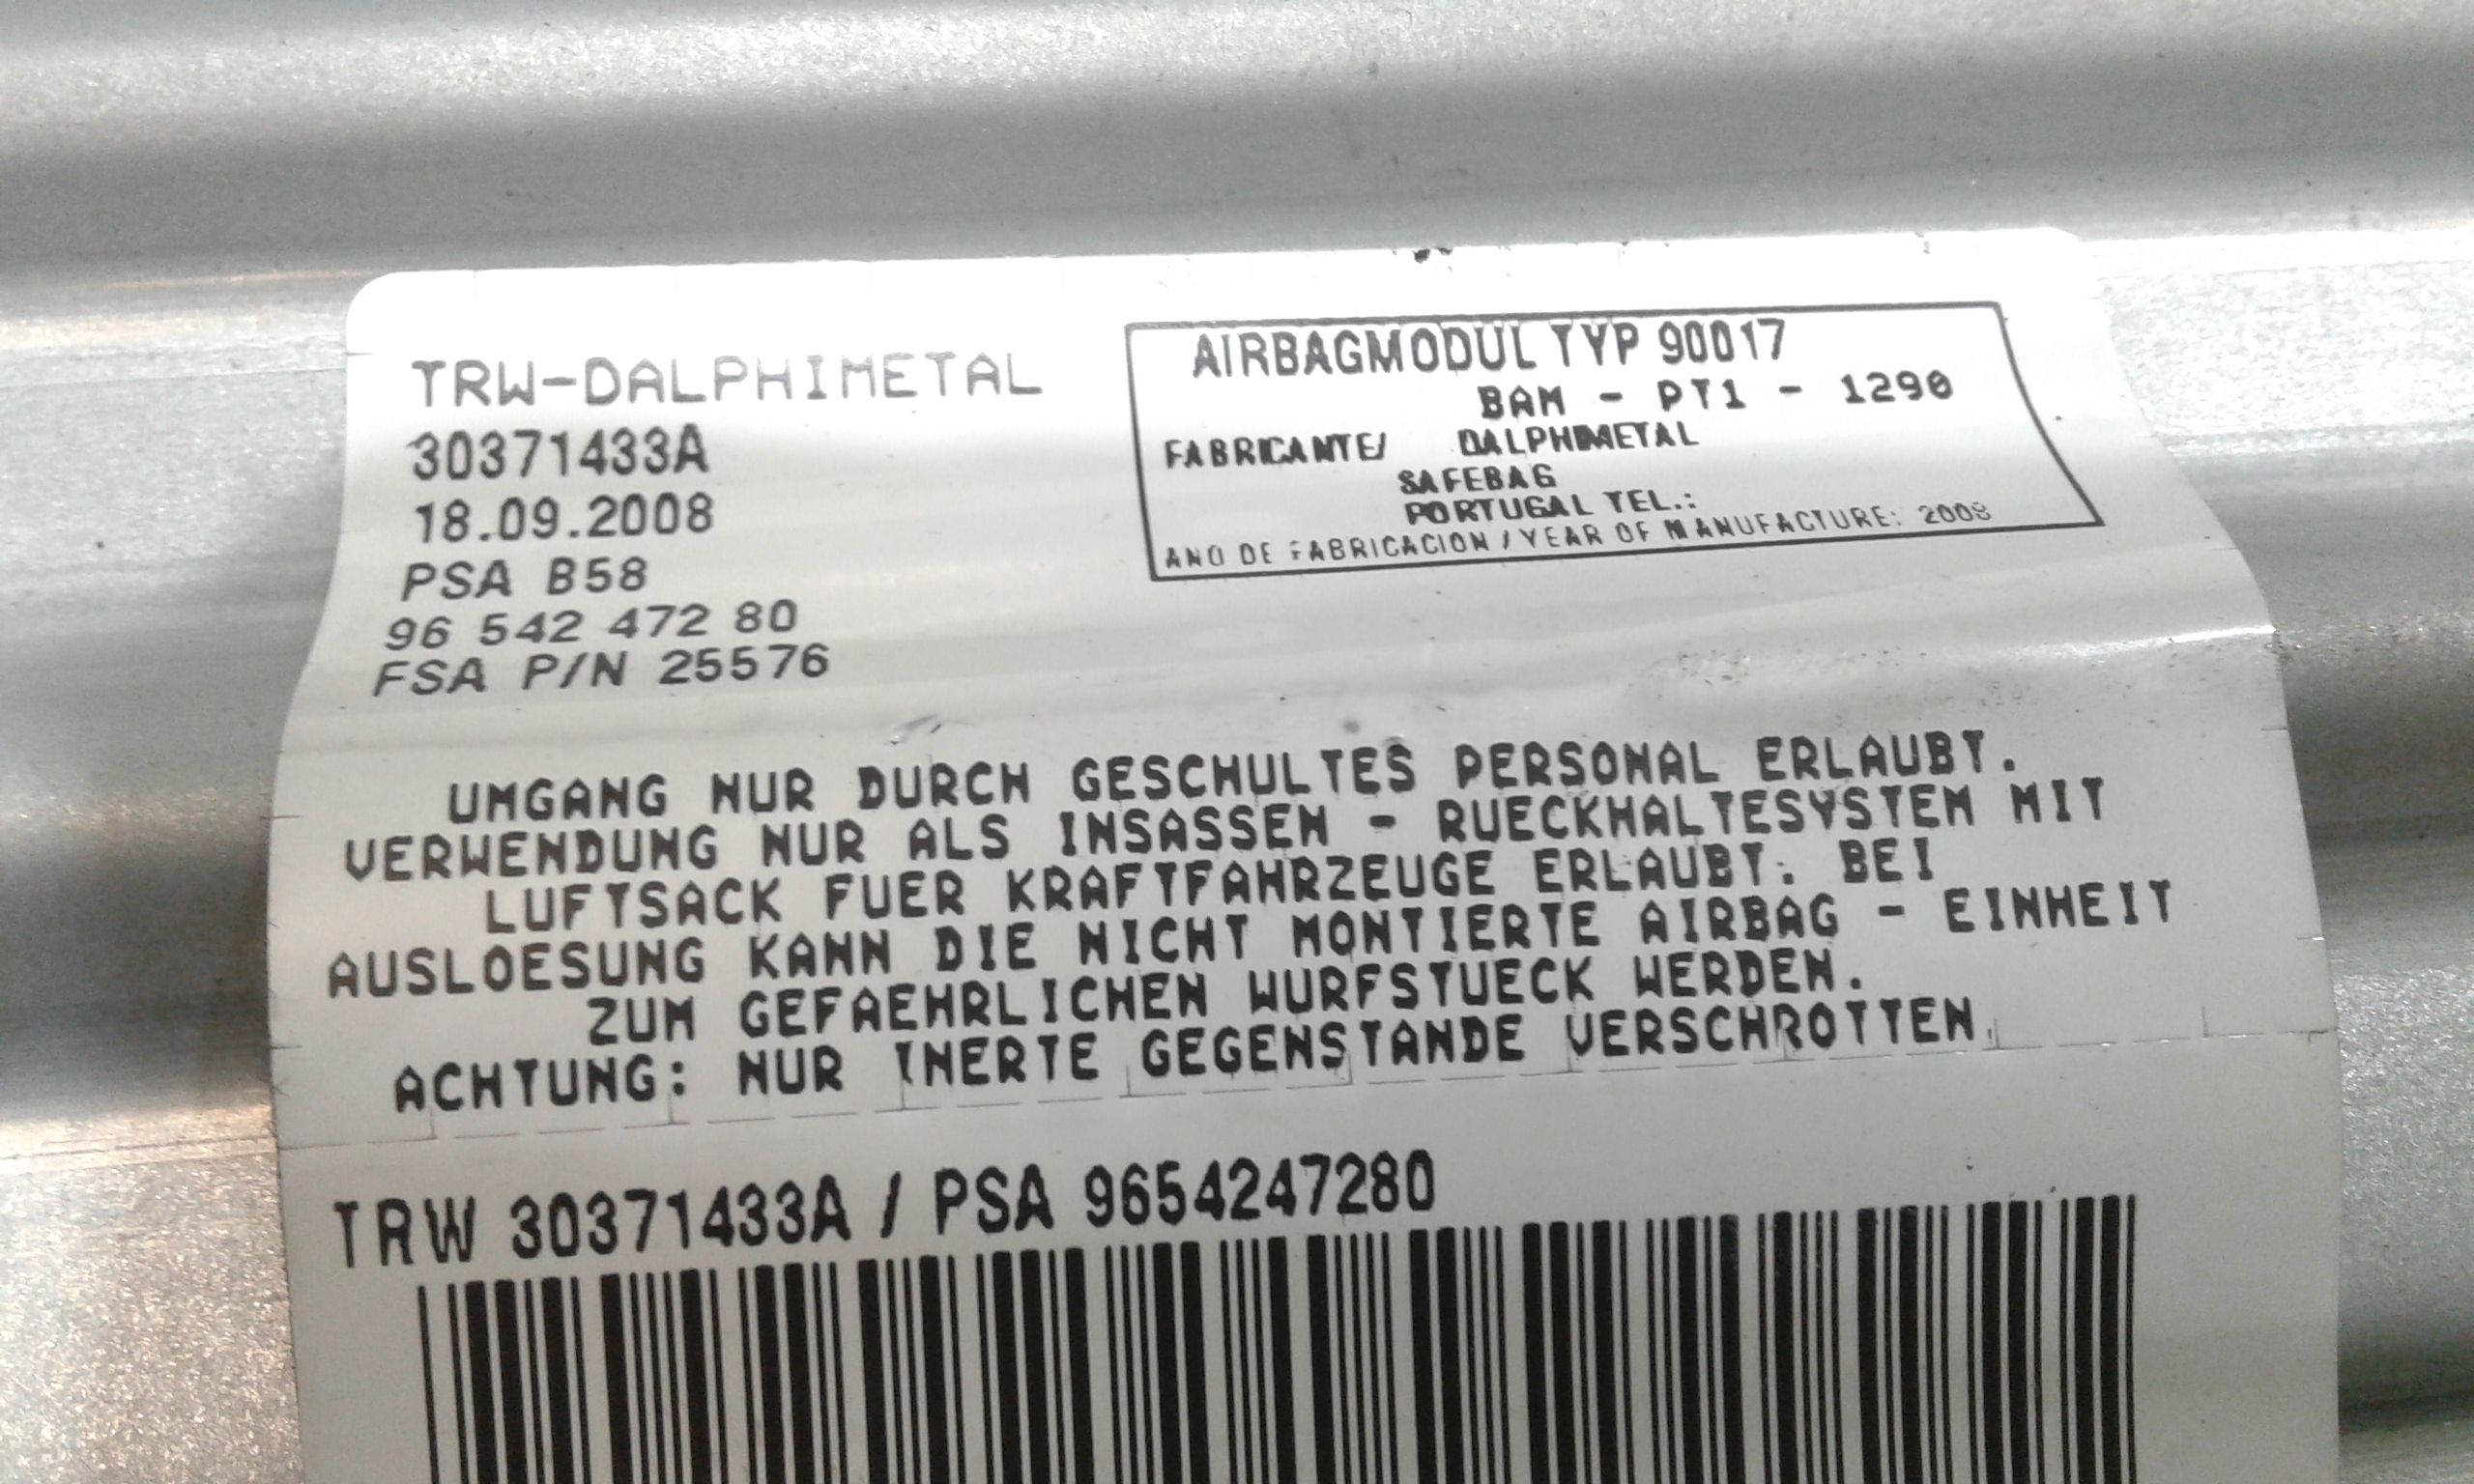 TRW-DALPHIMETAL
30371433A
18.09.2008
PSA B58
96 542 472 80
FSA P/N 25576
AIRBAGMODUL TYP 90017
BAM - PT1 - 1290
FABRICANTE/ DALPHIMETAL
SAFEBAG
PORTUGAL TEL.:
ANO DE FABRICACION / YEAR OF MANUFACTURE: 2008
UMGANG NUR DURCH GESCHULTES PERSONAL ERLAUBT.
VERWENDUNG NUR ALS INSASSEN - RUECKHALTESYSTEM MIT
LUFTSACK FUER KRAFTFAHRZEUGE ERLAUBT. BEI
AUSLOESUNG KANN DIE NICHT MONTIERTE AIRBAG - EINHEIT
ZUM GEFAEHRLICHEN WURFSTUECK WERDEN.
ACHTUNG: NUR INERTE GEGENSTANDE VERSCHROTTEN.
TRW 30371433A / PSA 9654247280